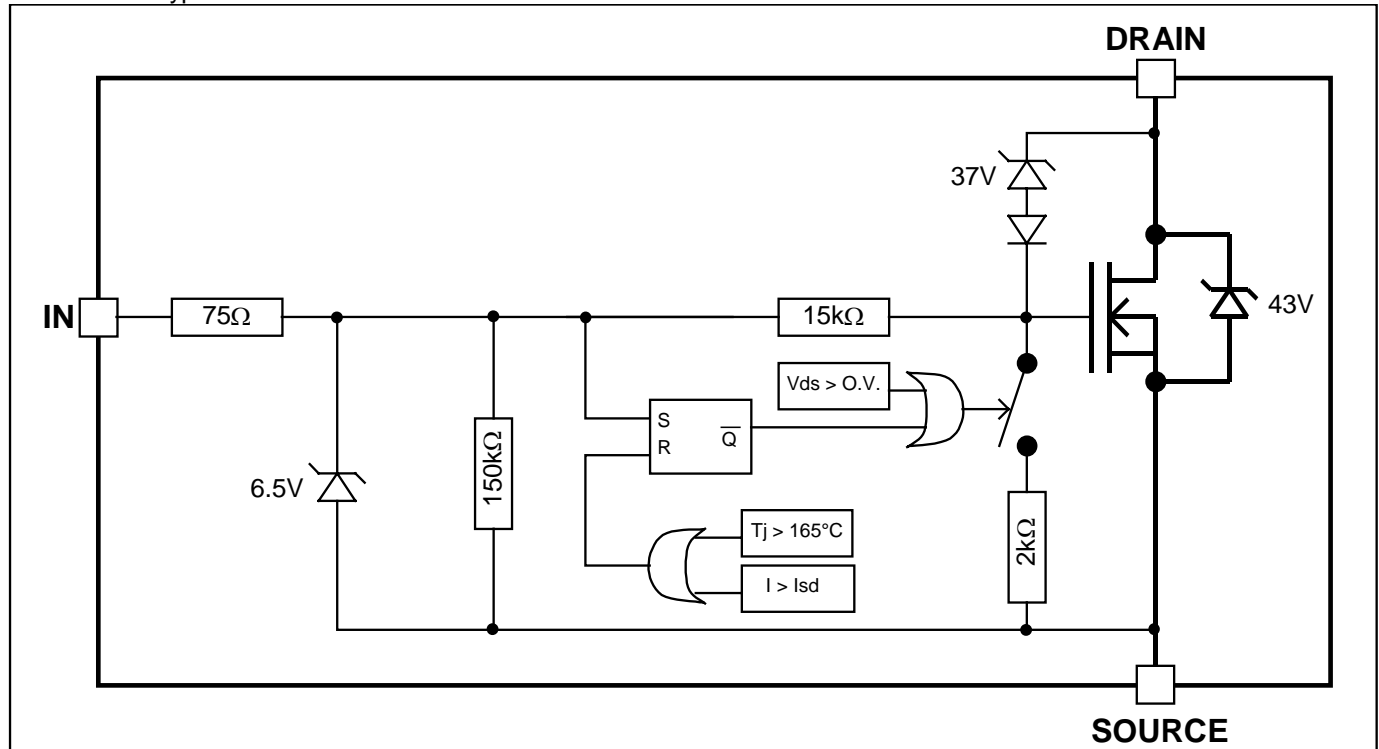 DRAIN
37V
43V
IN
75Ω
15kΩ
Vds > O.V.
S
R
Q
6.5V
150kΩ
Tj > 165°C
I > Isd
2kΩ
SOURCE